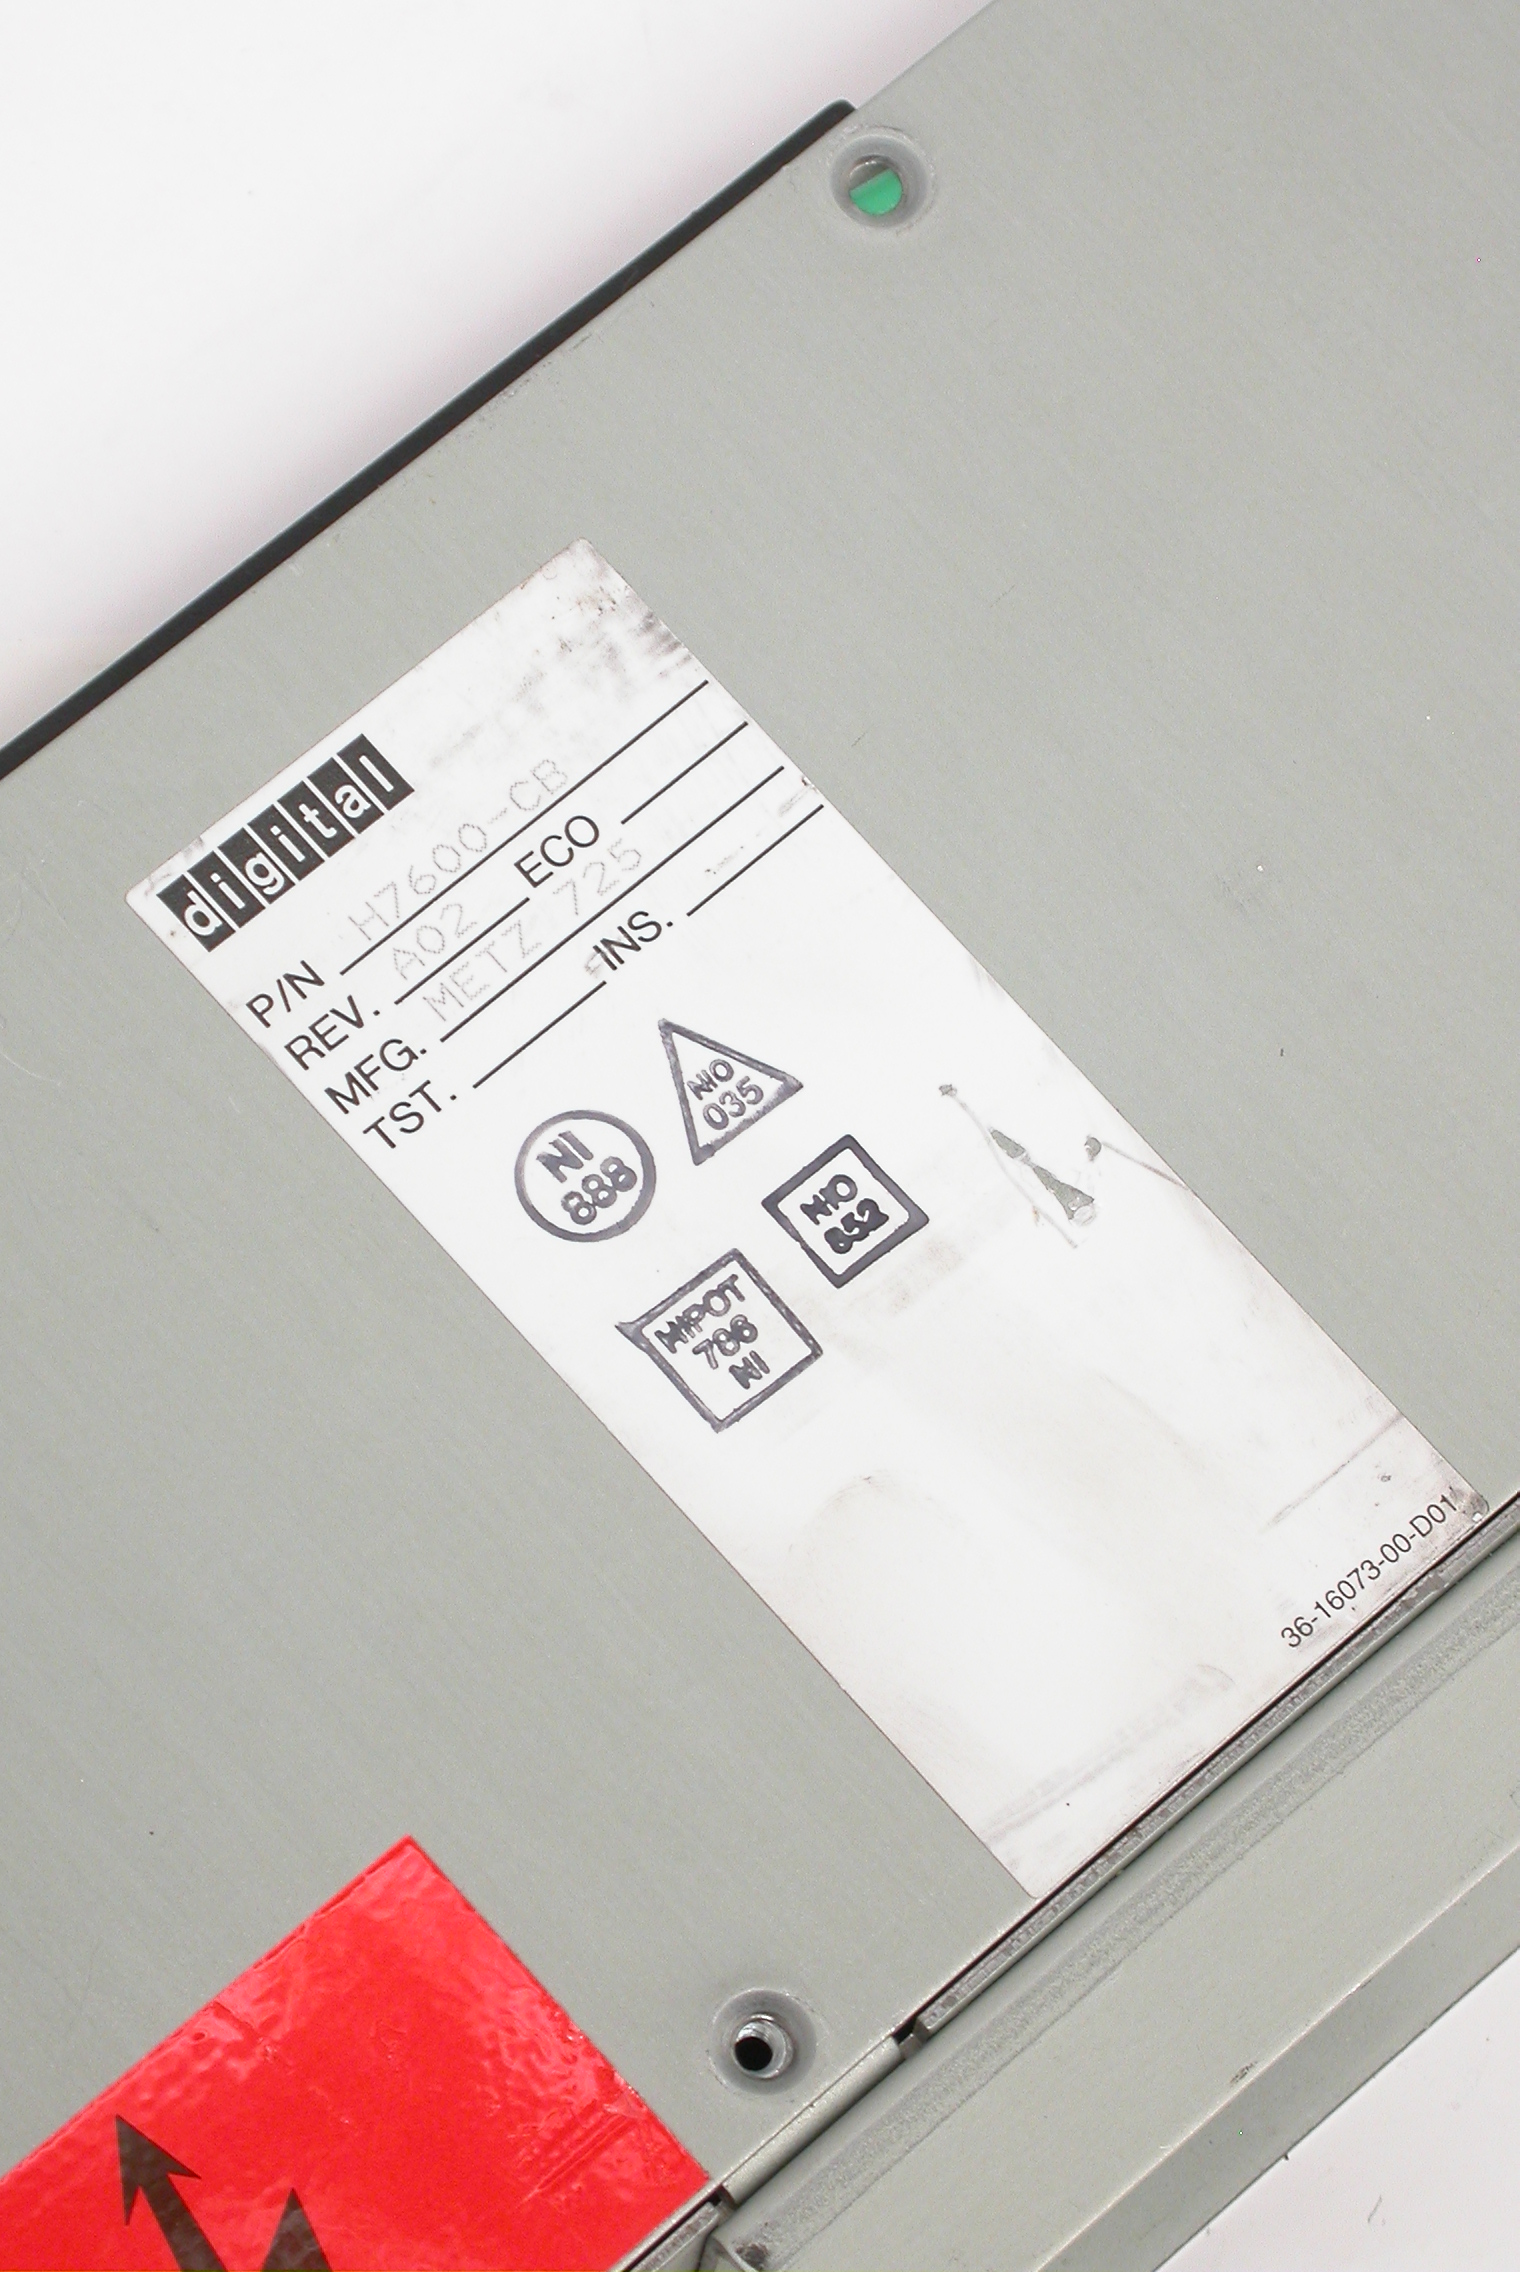 digital
P/N H7600-CB
REV. A02 ECO
MFG. METZ 725
TST. INS.
NI
888
NIO
035
NIO
852
HIPOT
786
NI
36-16073-00-D01